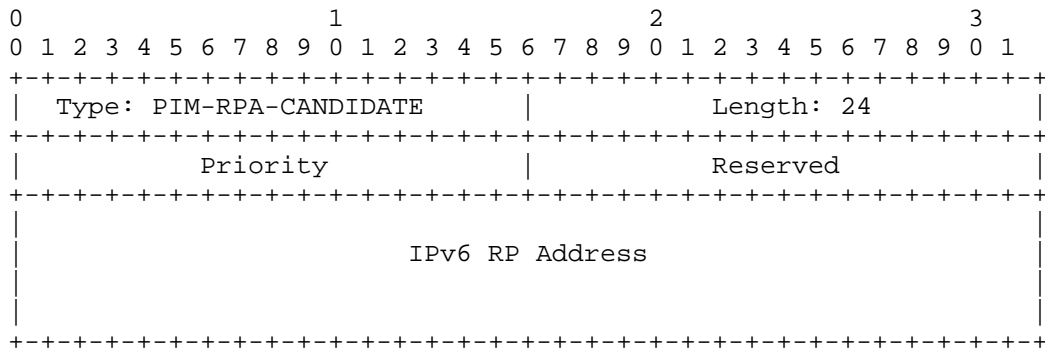 0                   1                   2                   3
0 1 2 3 4 5 6 7 8 9 0 1 2 3 4 5 6 7 8 9 0 1 2 3 4 5 6 7 8 9 0 1
+-+-+-+-+-+-+-+-+-+-+-+-+-+-+-+-+-+-+-+-+-+-+-+-+-+-+-+-+-+-+-+-+
|  Type: PIM-RPA-CANDIDATE      |           Length: 24          |
+-+-+-+-+-+-+-+-+-+-+-+-+-+-+-+-+-+-+-+-+-+-+-+-+-+-+-+-+-+-+-+-+
|           Priority            |           Reserved            |
+-+-+-+-+-+-+-+-+-+-+-+-+-+-+-+-+-+-+-+-+-+-+-+-+-+-+-+-+-+-+-+-+
|                                                               |
|                        IPv6 RP Address                        |
|                                                               |
|                                                               |
+-+-+-+-+-+-+-+-+-+-+-+-+-+-+-+-+-+-+-+-+-+-+-+-+-+-+-+-+-+-+-+-+